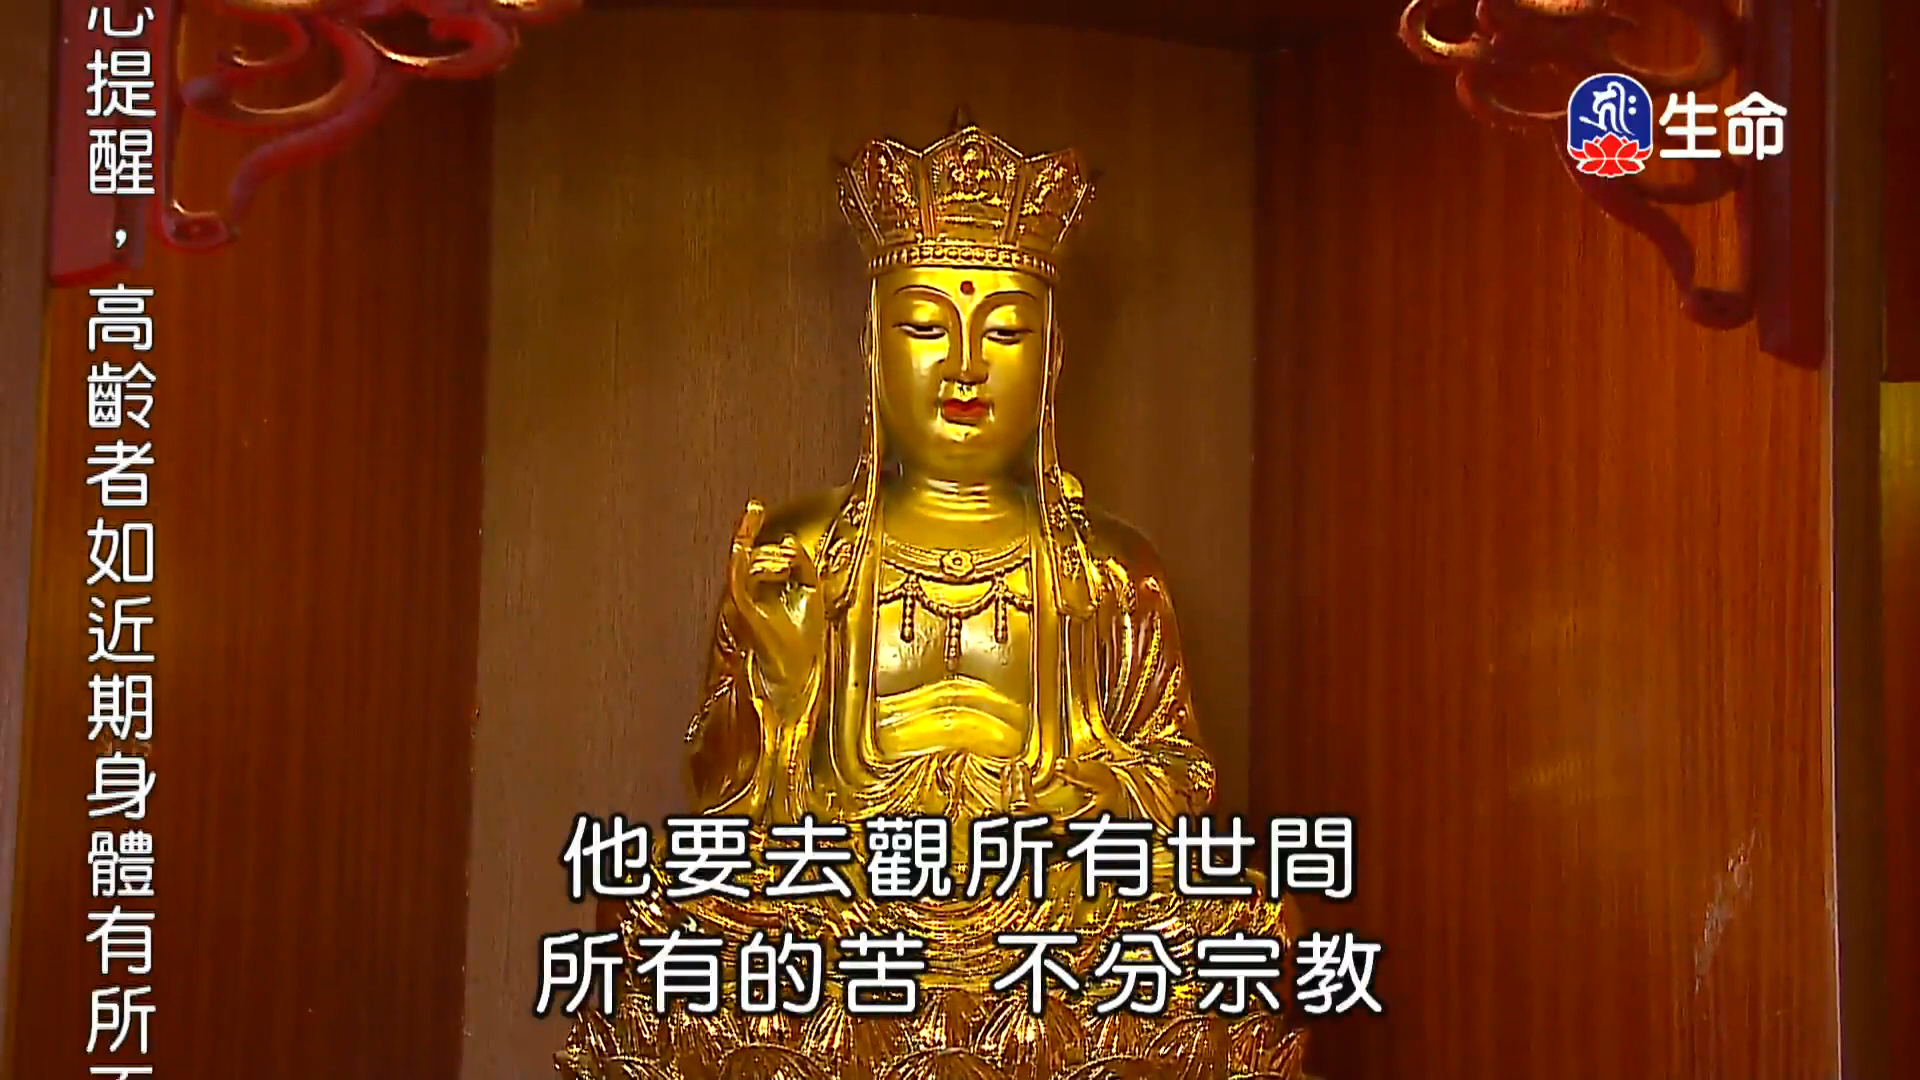 心提醒，高齡者如近期身體有所不
生命
他要去觀所有世間
所有的苦 不分宗教